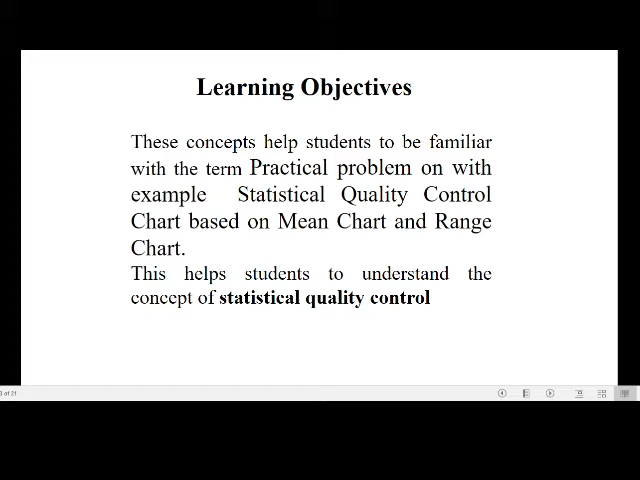 Learning Objectives
These concepts help students to be familiar
with the term Practical problem on with
example Statistical Quality Control
Chart based on Mean Chart and Range
Chart.
This helps students to understand the
concept of statistical quality control
of 21